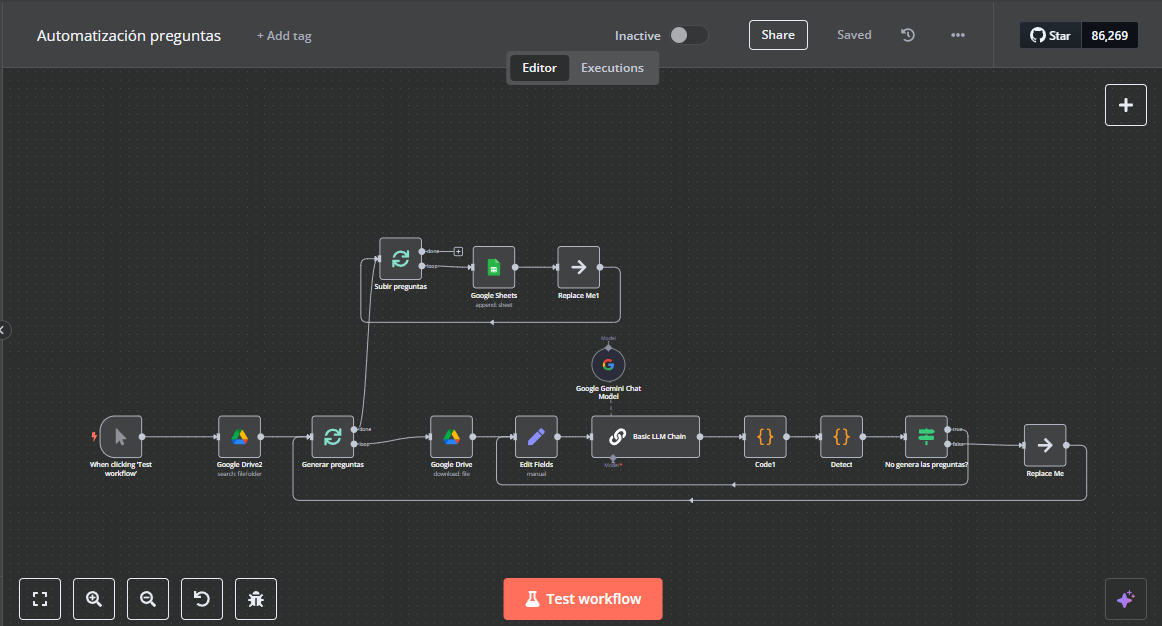 Automatización preguntas
+ Add tag
Inactive
Share
Saved
Star
86,269
Editor
Executions
done
loop
Subir preguntas
Google Sheets
append: sheet
Replace Me1
Model
Google Gemini Chat
Model
When clicking 'Test
workflow'
Google Drive2
search: fileFolder
done
loop
Generar preguntas
Google Drive
download: file
Edit Fields
manual
Basic LLM Chain
Model*
{}
Code1
{}
Detect
true
false
No genera las preguntas?
Replace Me
Test workflow